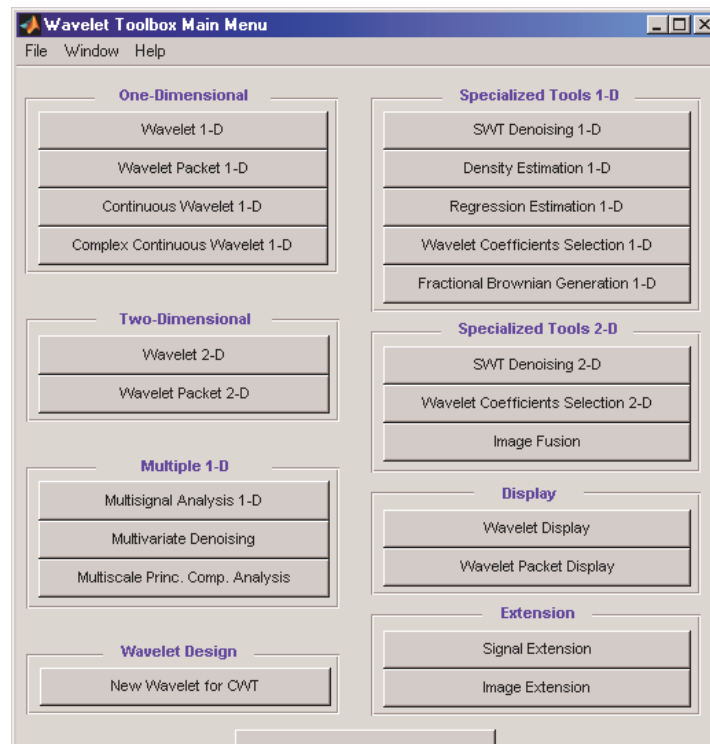 Wavelet Toolbox Main Menu
File Window Help
One-Dimensional
Wavelet 1-D
Wavelet Packet 1-D
Continuous Wavelet 1-D
Complex Continuous Wavelet 1-D
Two-Dimensional
Wavelet 2-D
Wavelet Packet 2-D
Multiple 1-D
Multisignal Analysis 1-D
Multivariate Denoising
Multiscale Princ. Comp. Analysis
Wavelet Design
New Wavelet for CWT
Specialized Tools 1-D
SWT Denoising 1-D
Density Estimation 1-D
Regression Estimation 1-D
Wavelet Coefficients Selection 1-D
Fractional Brownian Generation 1-D
Specialized Tools 2-D
SWT Denoising 2-D
Wavelet Coefficients Selection 2-D
Image Fusion
Display
Wavelet Display
Wavelet Packet Display
Extension
Signal Extension
Image Extension